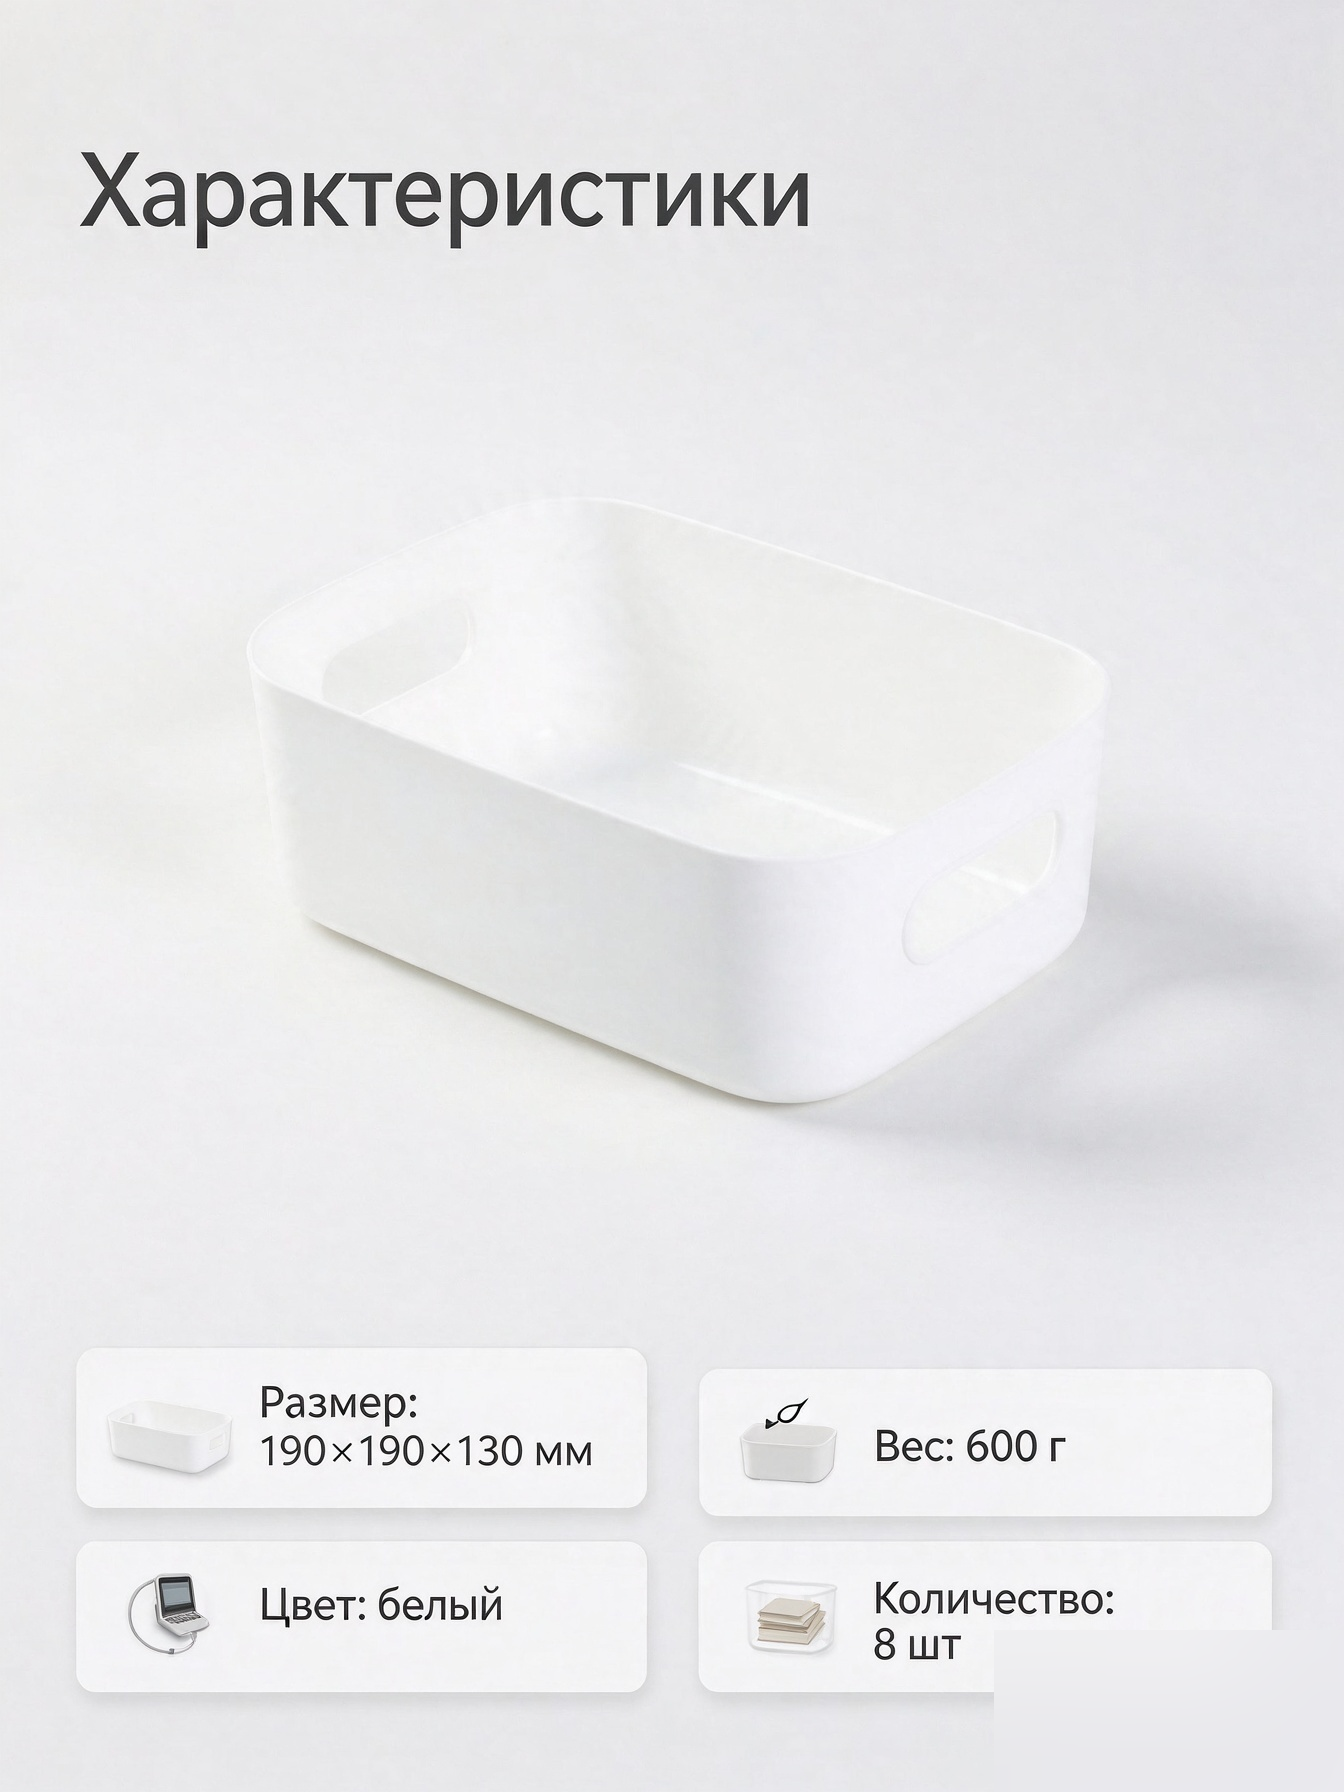 Характеристики
Размер:
190×190×130 мм
Вес: 600 г
Цвет: белый
Количество:
8 шт